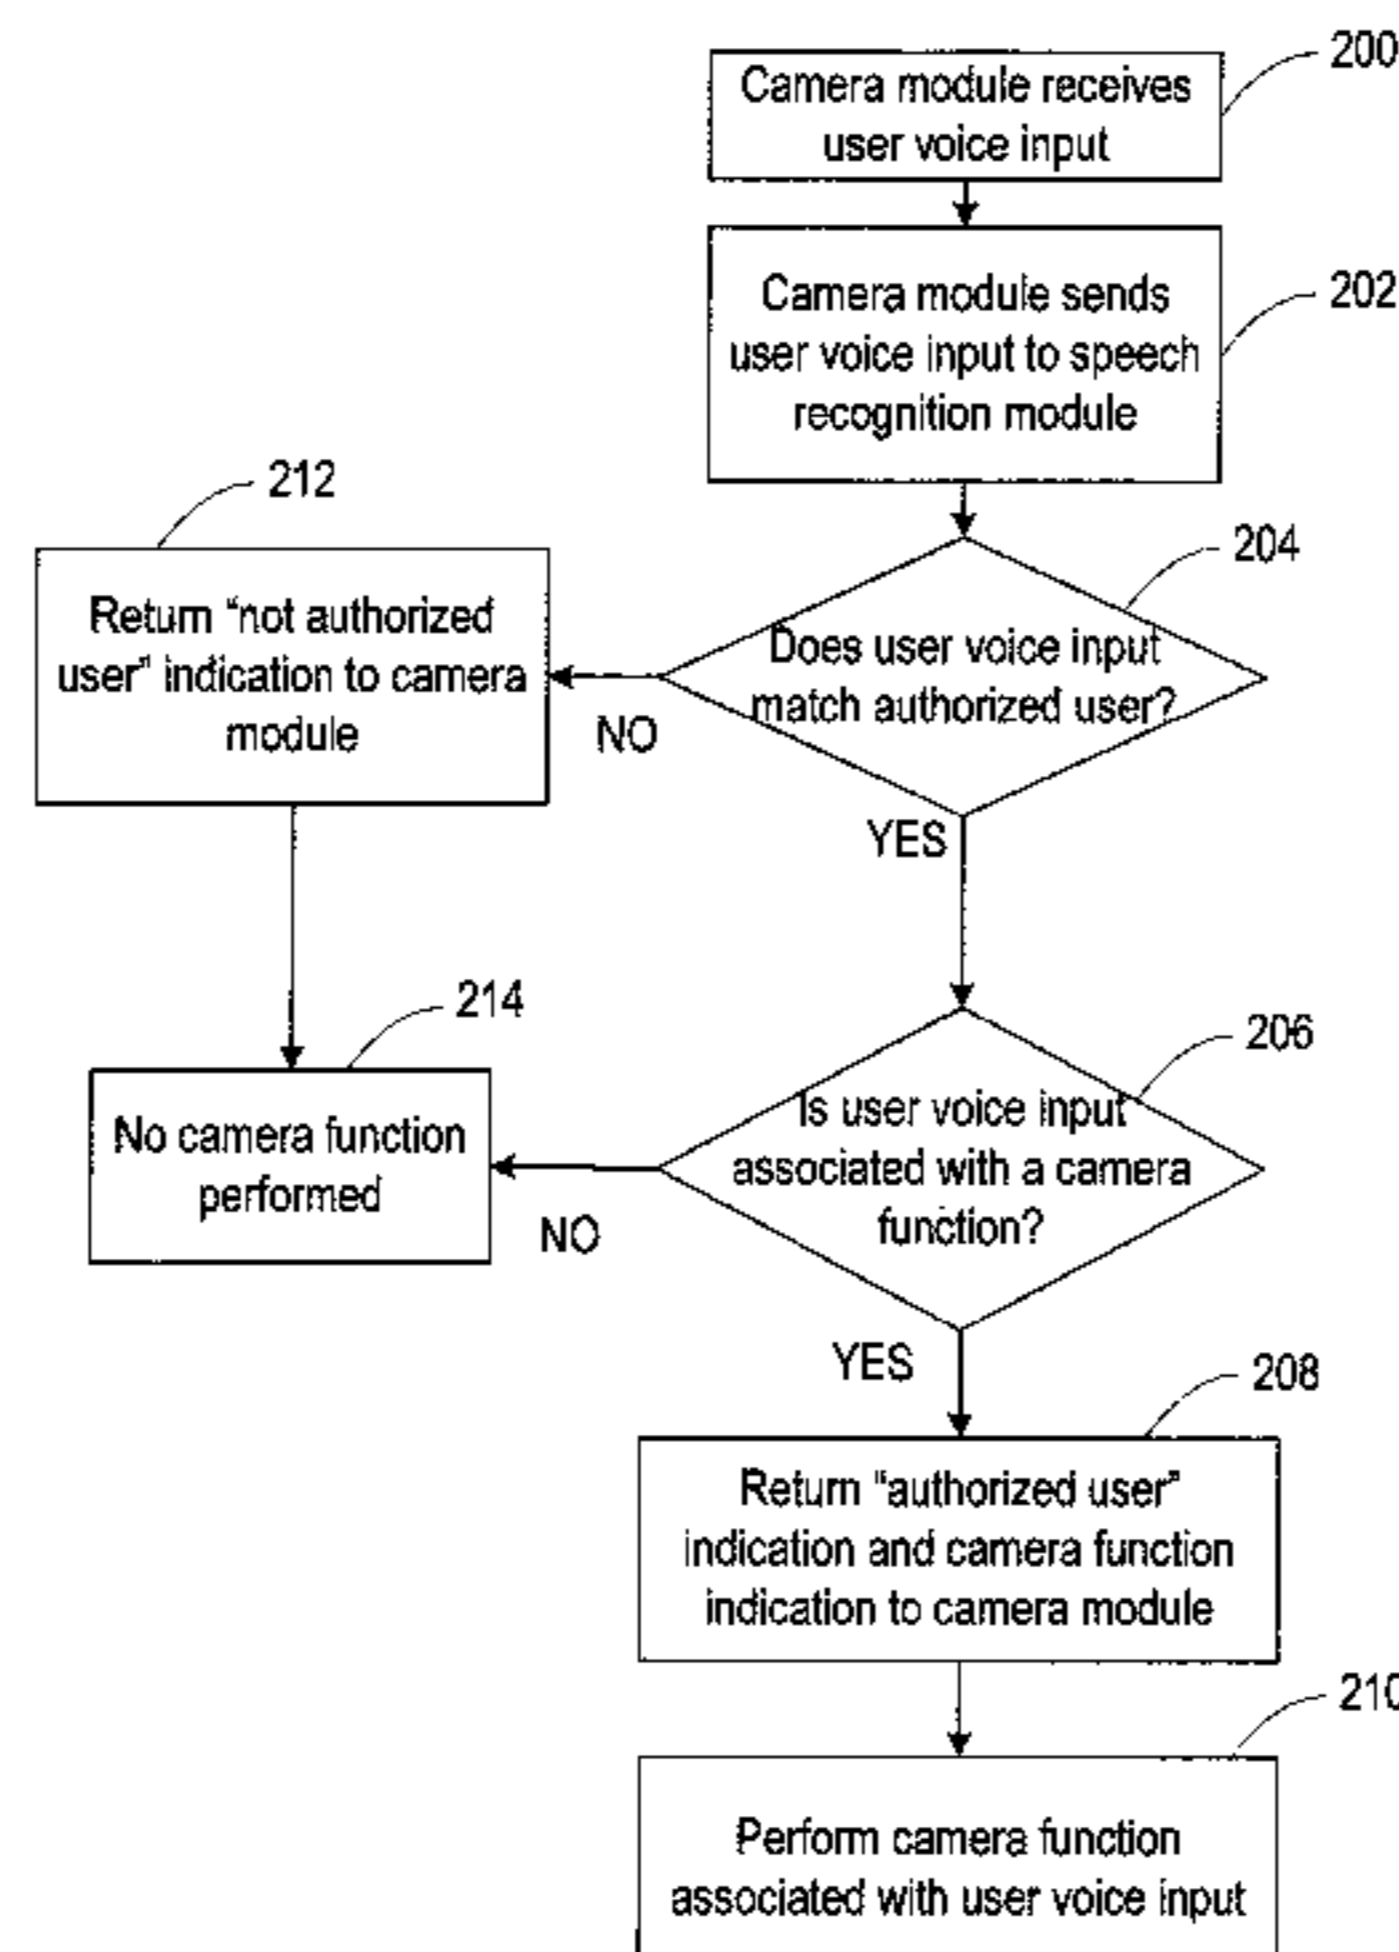 200
Camera module receives
user voice input
202
Camera module sends
user voice input to speech
recognition module
212
204
Return “not authorized
user” indication to camera
module
Does user voice input
match authorized user?
NO
YES
214
206
No camera function
performed
Is user voice input
associated with a camera
function?
NO
YES
208
Return “authorized user”
indication and camera function
indication to camera module
210
Perform camera function
associated with user voice input